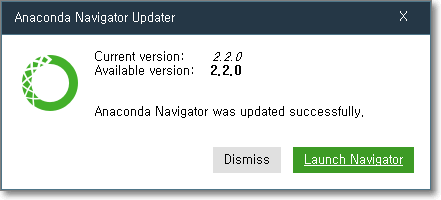 Anaconda Navigator Updater X
Current version: 2.2.0
Available version: 2.2.0
Anaconda Navigator was updated successfully.
Dismiss Launch Navigator